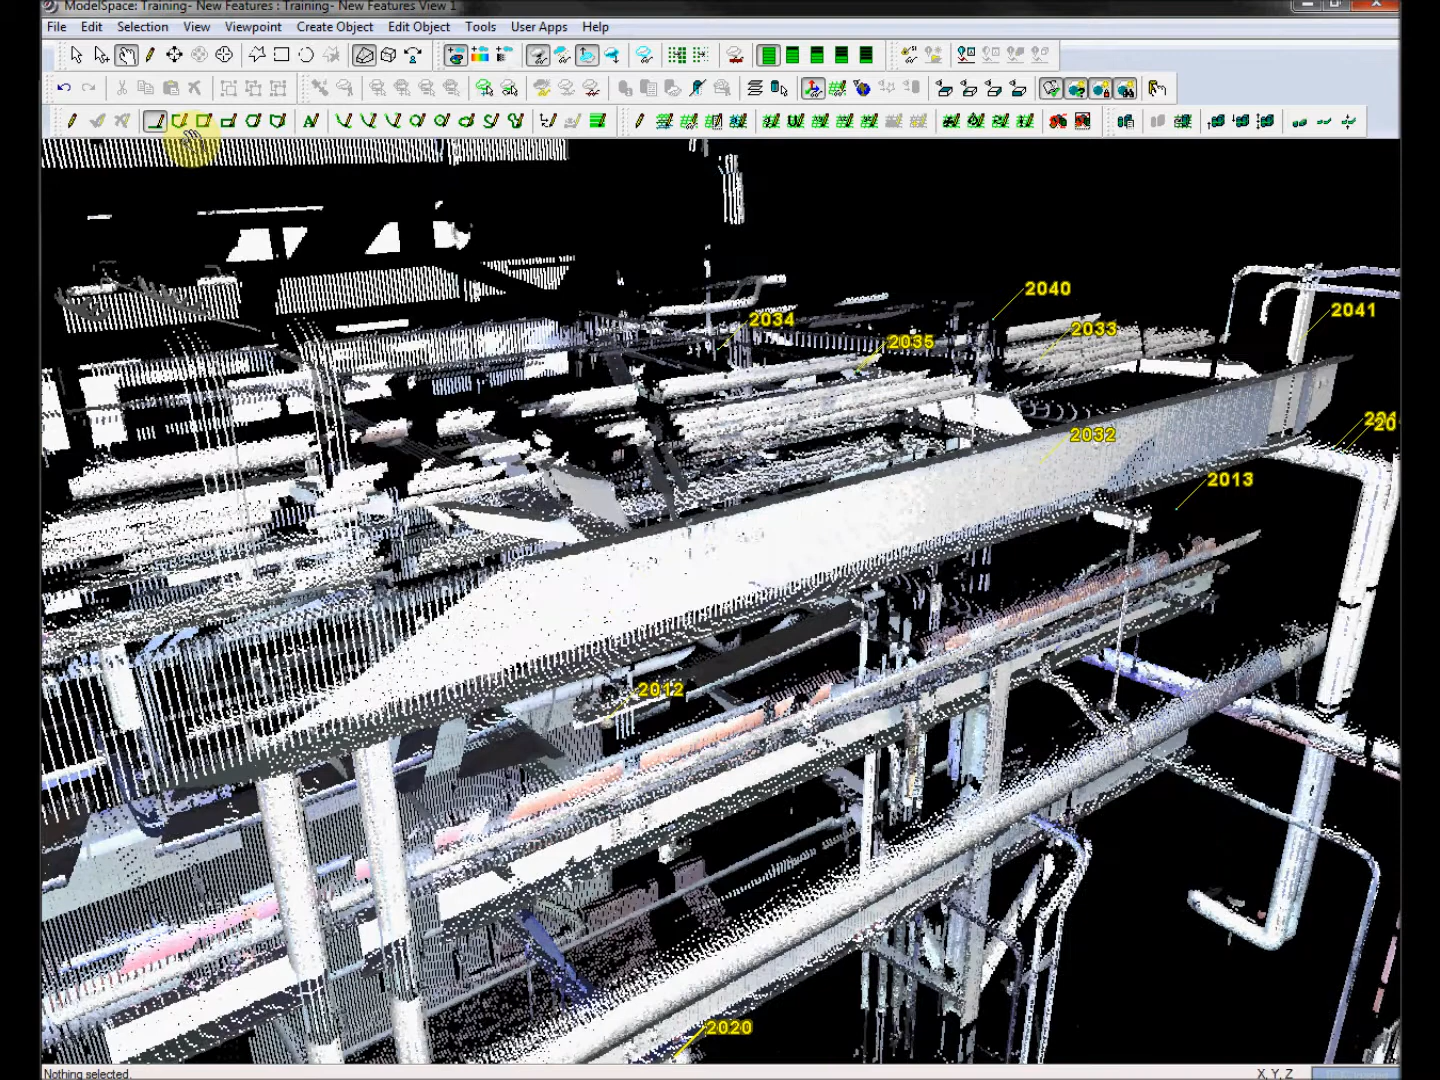 ModelSpace: Training- New Features : Training- New Features View 1
File Edit Selection View Viewpoint Create Object Edit Object Tools User Apps Help
2040
2041
2034
2033
2035
2032
2013
2012
2020
Nothing selected.
X, Y, Z